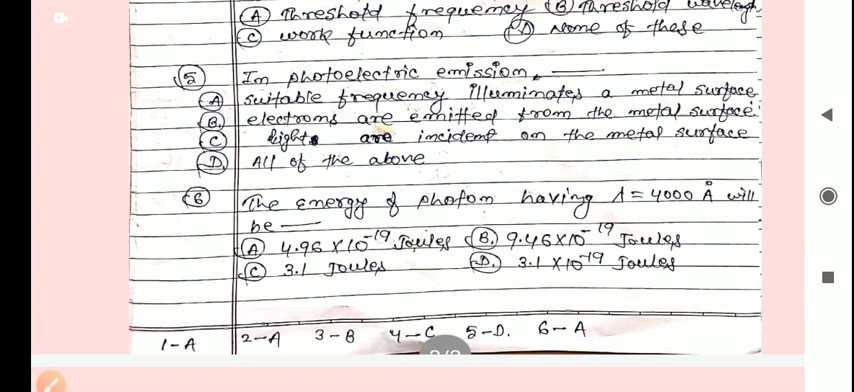 (A) Threshold frequency (B) Threshold wavelegh
(C) work function (D) None of these
(5) In photoelectric emission, ——
(A) suitable frequency illuminates a metal surface
(B) electrons are emitted from the metal surface.
(C) lights are incident on the metal surface
(D) All of the above
(6) The energy of photon having λ = 4000 Å will
be ——
(A) 4.96 × 10⁻¹⁹ Joules (B) 9.46×10⁻¹⁹ Joules
(C) 3.1 Joules (D) 3.1 × 10⁻¹⁹ Joules
1-A 2-A 3-B 4-C 5-D. 6-A